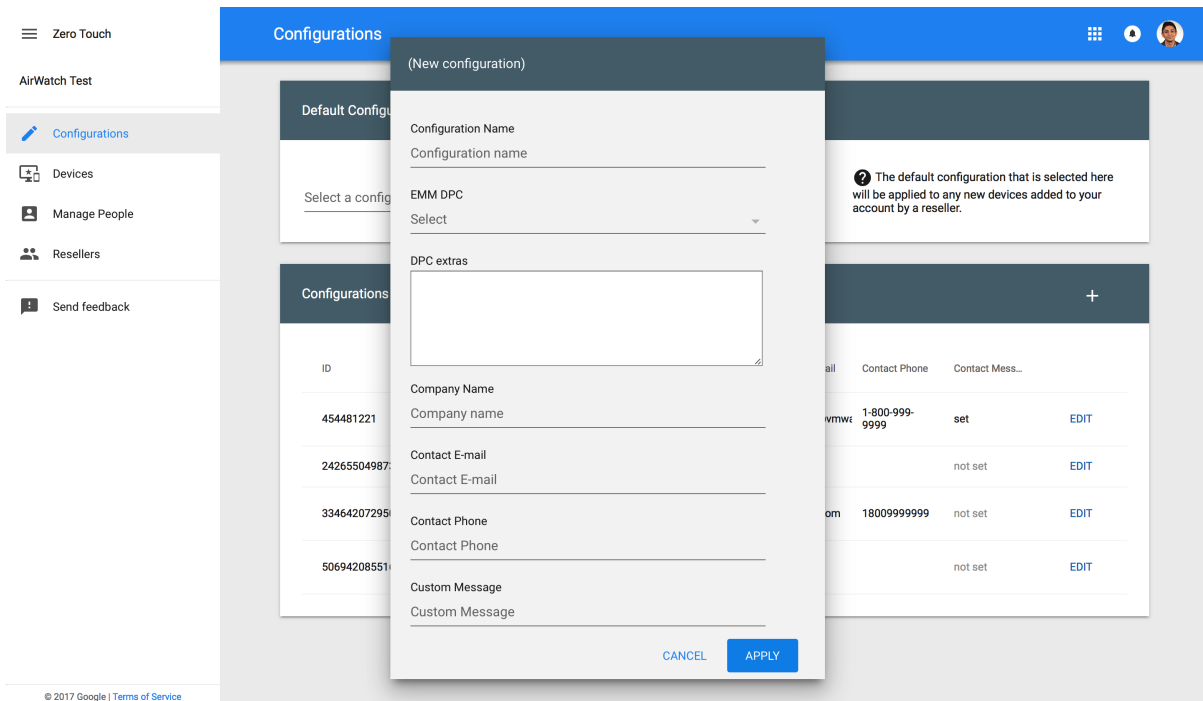 Zero Touch
AirWatch Test
Configurations
Devices
Manage People
Resellers
Send feedback
© 2017 Google | Terms of Service
Configurations
Default Configu
Select a config
The default configuration that is selected here
will be applied to any new devices added to your
account by a reseller.
Configurations
+
ID
ail
Contact Phone
Contact Mess...
454481221
vmwa
1-800-999-
9999
set
EDIT
24265504987
not set
EDIT
33464207295
om
18009999999
not set
EDIT
5069420855
not set
EDIT
(New configuration)
Configuration Name
Configuration name
EMM DPC
Select
DPC extras
Company Name
Company name
Contact E-mail
Contact E-mail
Contact Phone
Contact Phone
Custom Message
Custom Message
CANCEL
APPLY